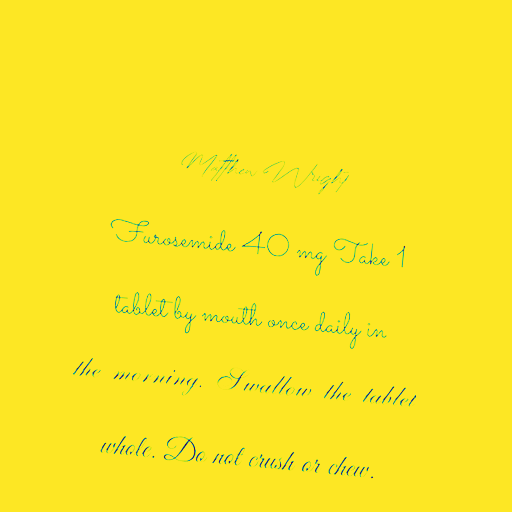 Matthew Wright
Furosemide 40 mg Take 1
tablet by mouth once daily in
the morning. Swallow the tablet
whole. Do not crush or chew.